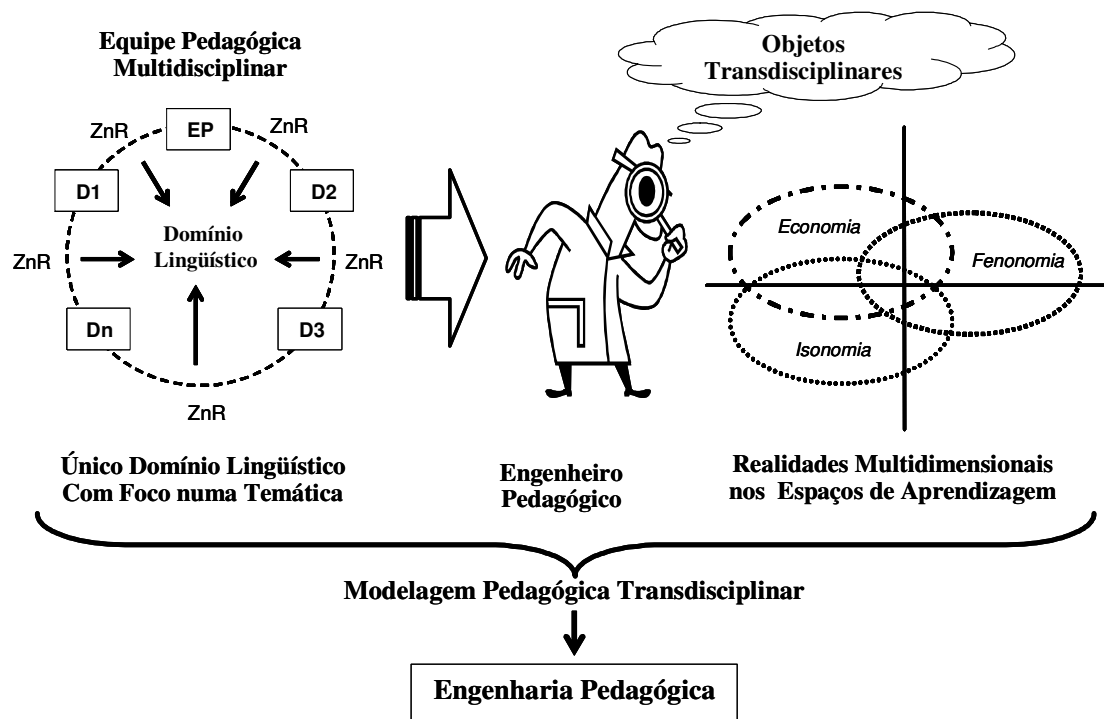 Equipe Pedagógica
Multidisciplinar
Objetos
Transdisciplinares
ZnR
EP
ZnR
D1
D2
Domínio
Lingüístico
ZnR
ZnR
Dn
D3
ZnR
Economia
Fenonomia
Isonomia
Único Domínio Lingüístico
Com Foco numa Temática
Engenheiro
Pedagógico
Realidades Multidimensionais
nos Espaços de Aprendizagem
Modelagem Pedagógica Transdisciplinar
Engenharia Pedagógica